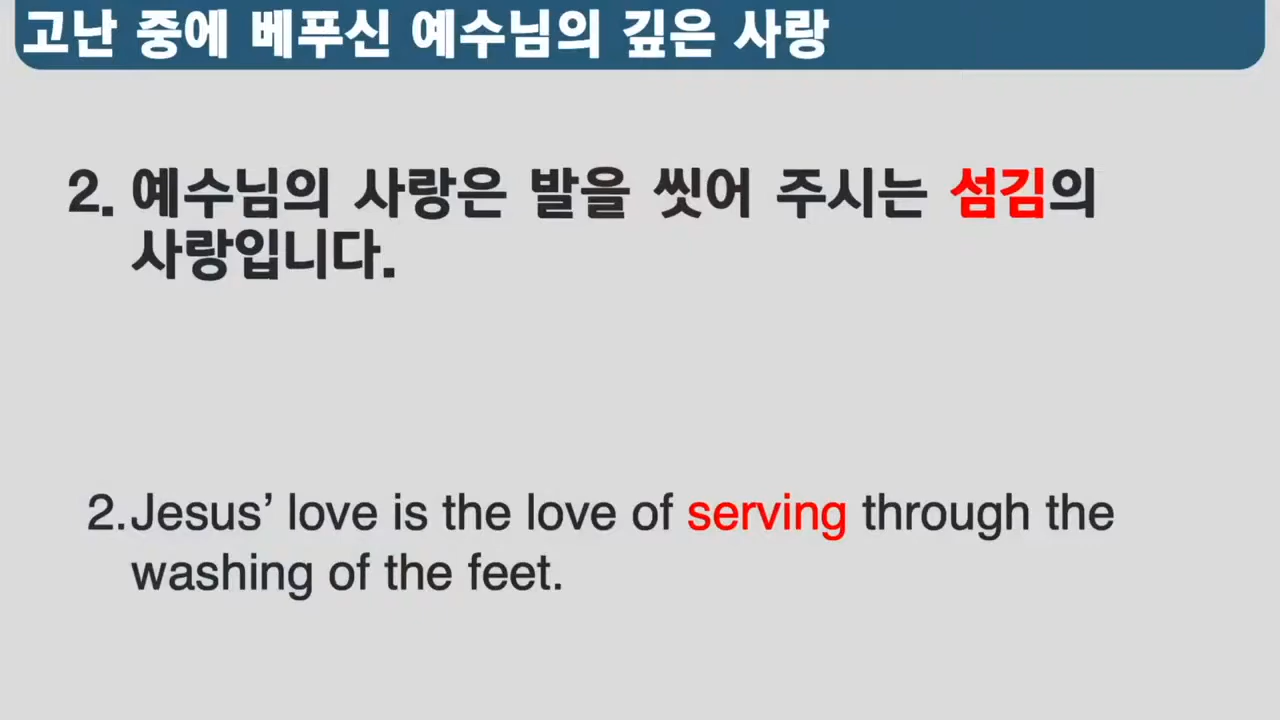 고난 중에 베푸신 예수님의 깊은 사랑
2. 예수님의 사랑은 발을 씻어 주시는 섬김의
사랑입니다.
2.Jesus’ love is the love of serving through the
washing of the feet.